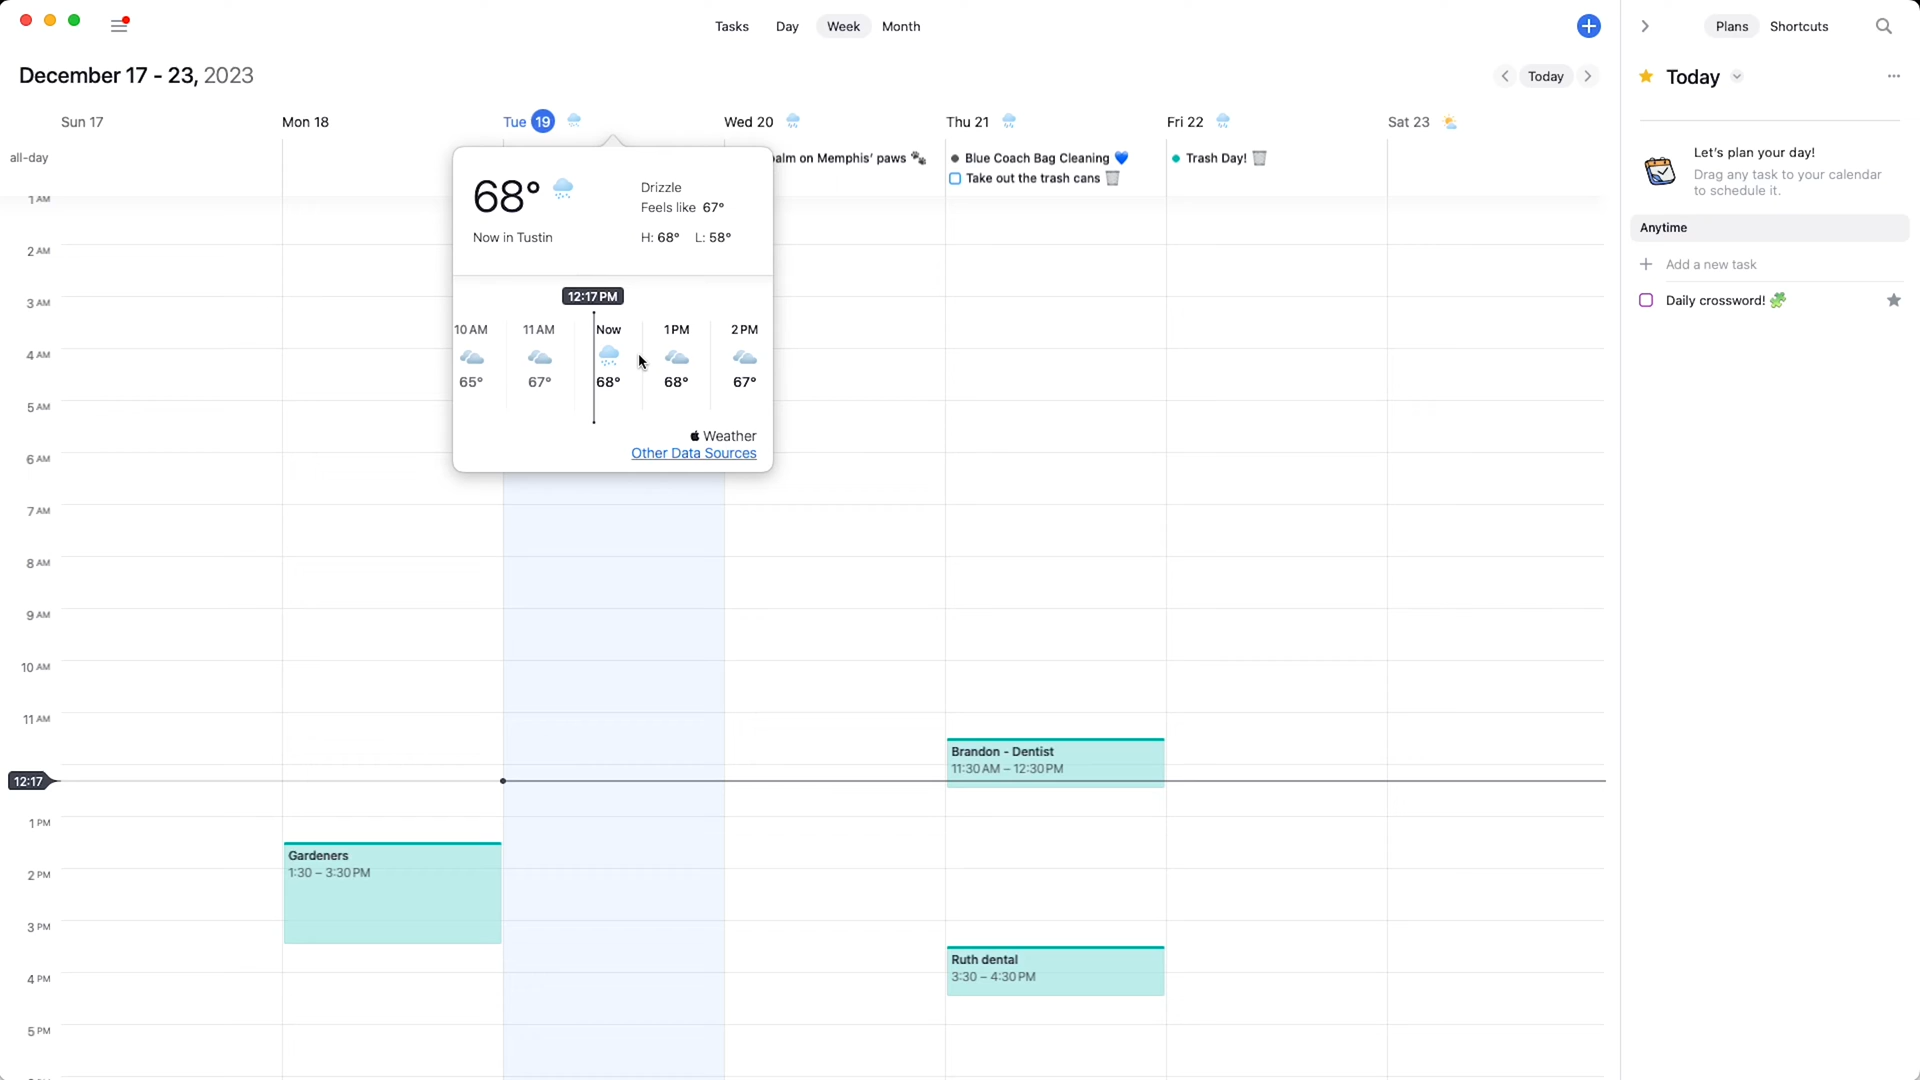 Tasks Day Week Month
December 17 - 23, 2023
Today
Sun 17 Mon 18 Tue 19 Wed 20 Thu 21 Fri 22 Sat 23
all-day
on Memphis' paws 🐾
Blue Coach Bag Cleaning 💙
Take out the trash cans 🗑️
Trash Day! 🗑️
1 AM
2 AM
3 AM
4 AM
5 AM
6 AM
7 AM
8 AM
9 AM
10 AM
11 AM
12:17
1 PM
2 PM
3 PM
4 PM
5 PM
68°
Now in Tustin
Drizzle
Feels like 67°
H: 68° L: 58°
12:17 PM
10 AM 11 AM Now 1 PM 2 PM
65° 67° 68° 68° 67°
Weather
Other Data Sources
Gardeners
1:30 – 3:30 PM
Brandon - Dentist
11:30 AM – 12:30 PM
Ruth dental
3:30 – 4:30 PM
Plans Shortcuts
Today
Let's plan your day!
Drag any task to your calendar
to schedule it.
Anytime
Add a new task
Daily crossword! 🧩